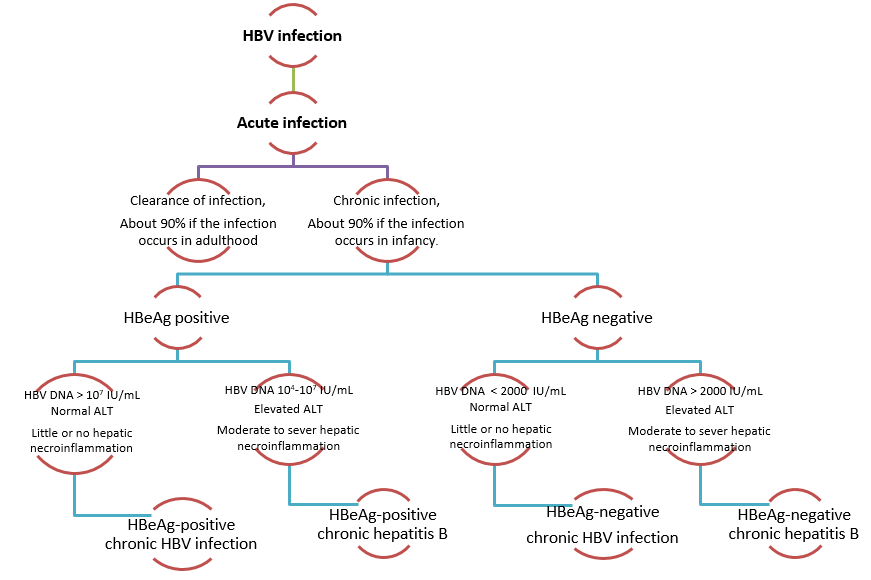 HBV infection
Acute infection
Clearance of infection,
About 90% if the infection
occurs in adulthood
Chronic infection,
About 90% if the infection
occurs in infancy.
HBeAg positive
HBeAg negative
HBV DNA > 10⁷ IU/mL
Normal ALT
Little or no hepatic
necroinflammation
HBV DNA 10⁴-10⁷ IU/mL
Elevated ALT
Moderate to sever hepatic
necroinflammation
HBV DNA < 2000 IU/mL
Normal ALT
Little or no hepatic
necroinflammation
HBV DNA > 2000 IU/mL
Elevated ALT
Moderate to sever hepatic
necroinflammation
HBeAg-positive
chronic HBV infection
HBeAg-positive
chronic hepatitis B
HBeAg-negative
chronic HBV infection
HBeAg-negative
chronic hepatitis B